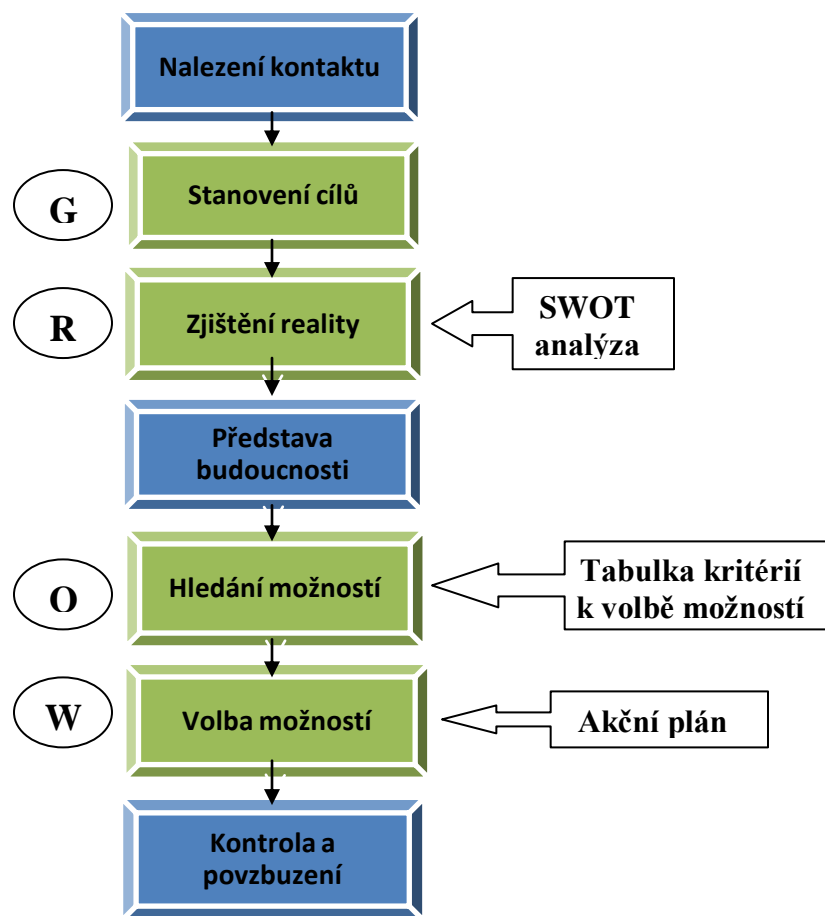 Nalezení kontaktu
G
Stanovení cílů
R
Zjištění reality
SWOT
analýza
Představa
budoucnosti
O
Hledání možností
Tabulka kritérií
k volbě možností
W
Volba možností
Akční plán
Kontrola a
povzbuzení